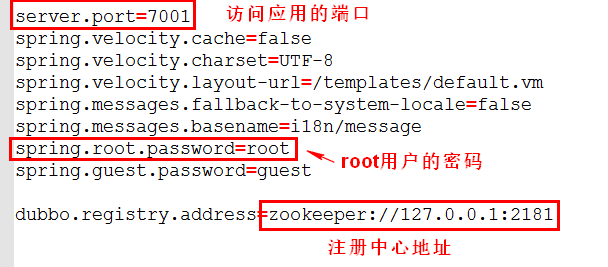 server.port=7001
访问应用的端口
spring.velocity.cache=false
spring.velocity.charset=UTF-8
spring.velocity.layout-url=/templates/default.vm
spring.messages.fallback-to-system-locale=false
spring.messages.basename=i18n/message
spring.root.password=root
root用户的密码
spring.guest.password=guest
dubbo.registry.address=zookeeper://127.0.0.1:2181
注册中心地址